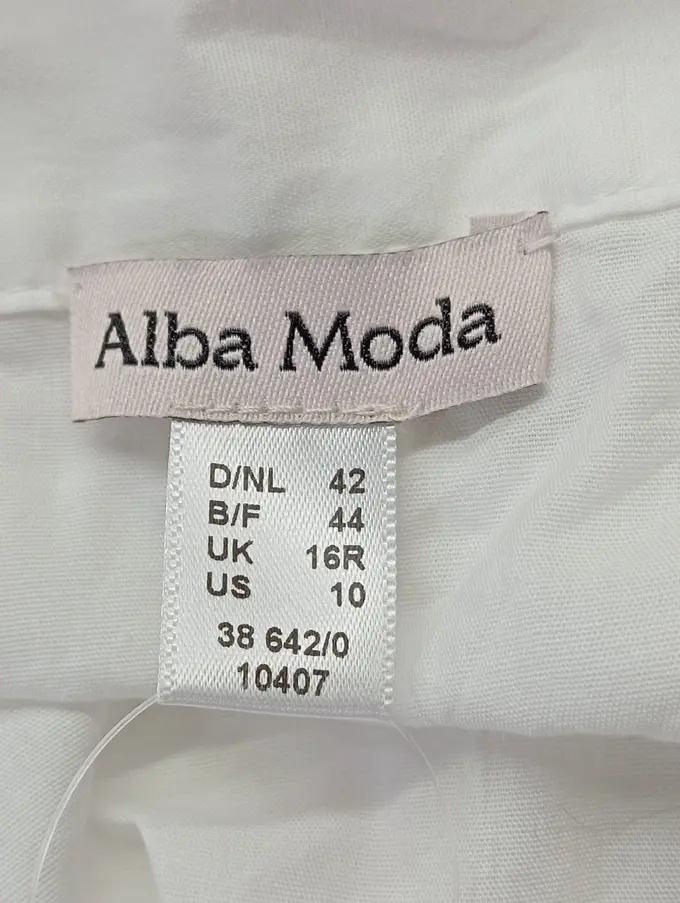 Alba Moda
D/NL 42
B/F 44
UK 16R
US 10
38 642/0
10407